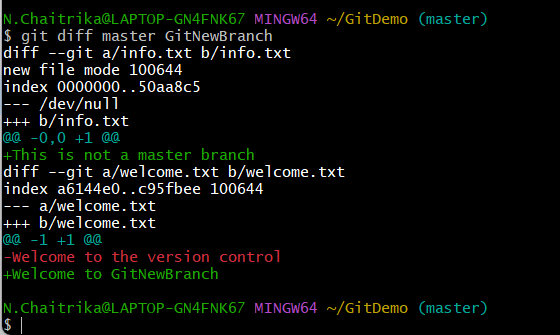 N.Chaitrika@LAPTOP-GN4FNK67 MINGW64 ~/GitDemo (master)
$ git diff master GitNewBranch
diff --git a/info.txt b/info.txt
new file mode 100644
index 0000000..50aa8c5
--- /dev/null
+++ b/info.txt
@@ -0,0 +1 @@
+This is not a master branch
diff --git a/welcome.txt b/welcome.txt
index a6144e0..c95fbee 100644
--- a/welcome.txt
+++ b/welcome.txt
@@ -1 +1 @@
-Welcome to the version control
+Welcome to GitNewBranch
N.Chaitrika@LAPTOP-GN4FNK67 MINGW64 ~/GitDemo (master)
$